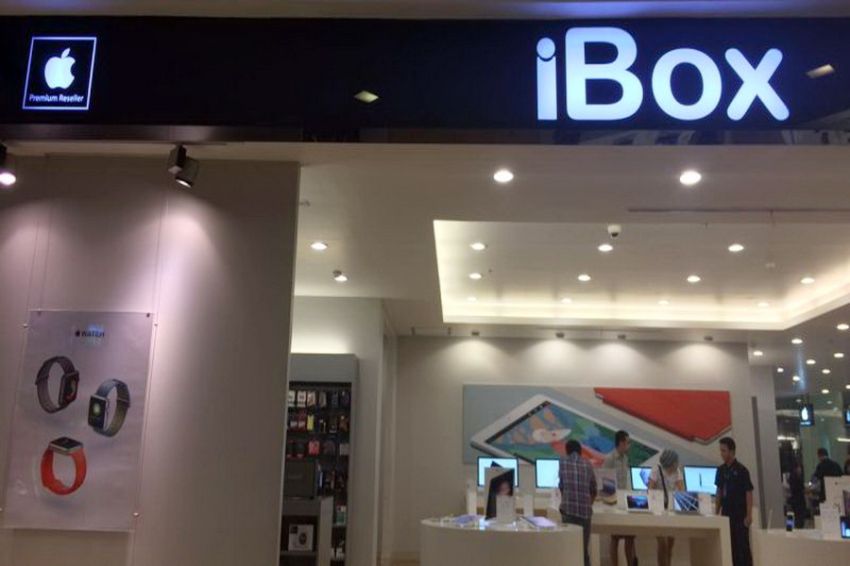 Premium Reseller
iBox
WATCH